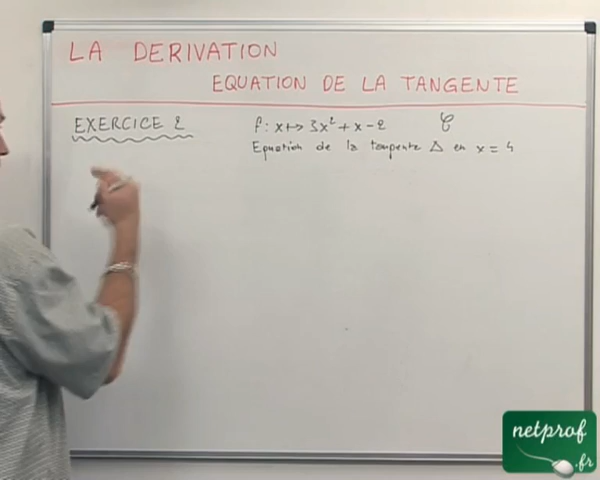 LA DERIVATION
EQUATION DE LA TANGENTE
EXERCICE 2
f: x ↦ 3x² + x - 2 C
Equation de la tangente Δ en x = 4
netprof
.fr